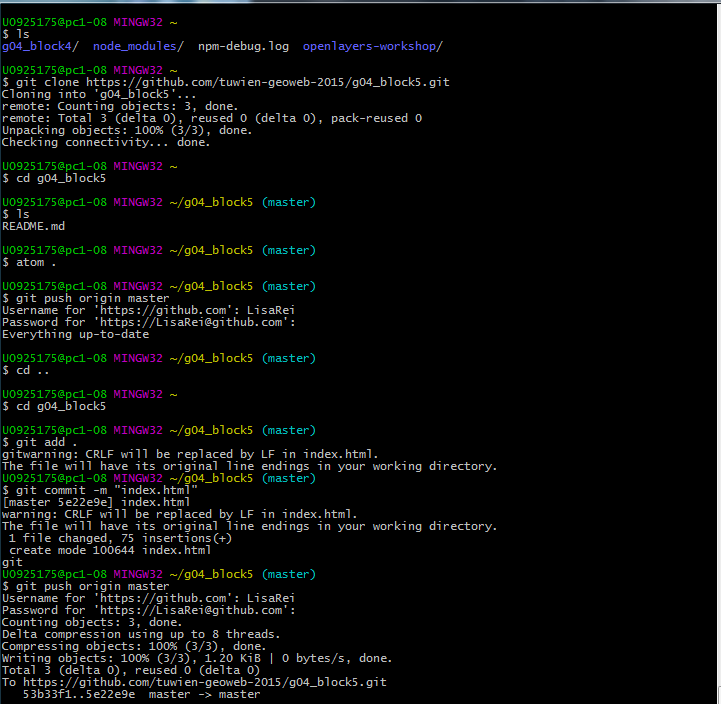 U0925175@pc1-08 MINGW32 ~
$ ls
g04_block4/  node_modules/  npm-debug.log  openlayers-workshop/
U0925175@pc1-08 MINGW32 ~
$ git clone https://github.com/tuwien-geoweb-2015/g04_block5.git
Cloning into 'g04_block5'...
remote: Counting objects: 3, done.
remote: Total 3 (delta 0), reused 0 (delta 0), pack-reused 0
Unpacking objects: 100% (3/3), done.
Checking connectivity... done.
U0925175@pc1-08 MINGW32 ~
$ cd g04_block5
U0925175@pc1-08 MINGW32 ~/g04_block5 (master)
$ ls
README.md
U0925175@pc1-08 MINGW32 ~/g04_block5 (master)
$ atom .
U0925175@pc1-08 MINGW32 ~/g04_block5 (master)
$ git push origin master
Username for 'https://github.com': LisaRei
Password for 'https://LisaRei@github.com':
Everything up-to-date
U0925175@pc1-08 MINGW32 ~/g04_block5 (master)
$ cd ..
U0925175@pc1-08 MINGW32 ~
$ cd g04_block5
U0925175@pc1-08 MINGW32 ~/g04_block5 (master)
$ git add .
gitwarning: CRLF will be replaced by LF in index.html.
The file will have its original line endings in your working directory.
U0925175@pc1-08 MINGW32 ~/g04_block5 (master)
$ git commit -m "index.html"
[master 5e22e9e] index.html
warning: CRLF will be replaced by LF in index.html.
The file will have its original line endings in your working directory.
 1 file changed, 75 insertions(+)
 create mode 100644 index.html
git
U0925175@pc1-08 MINGW32 ~/g04_block5 (master)
$ git push origin master
Username for 'https://github.com': LisaRei
Password for 'https://LisaRei@github.com':
Counting objects: 3, done.
Delta compression using up to 8 threads.
Compressing objects: 100% (3/3), done.
Writing objects: 100% (3/3), 1.20 KiB | 0 bytes/s, done.
Total 3 (delta 0), reused 0 (delta 0)
To https://github.com/tuwien-geoweb-2015/g04_block5.git
   53b33f1..5e22e9e  master -> master